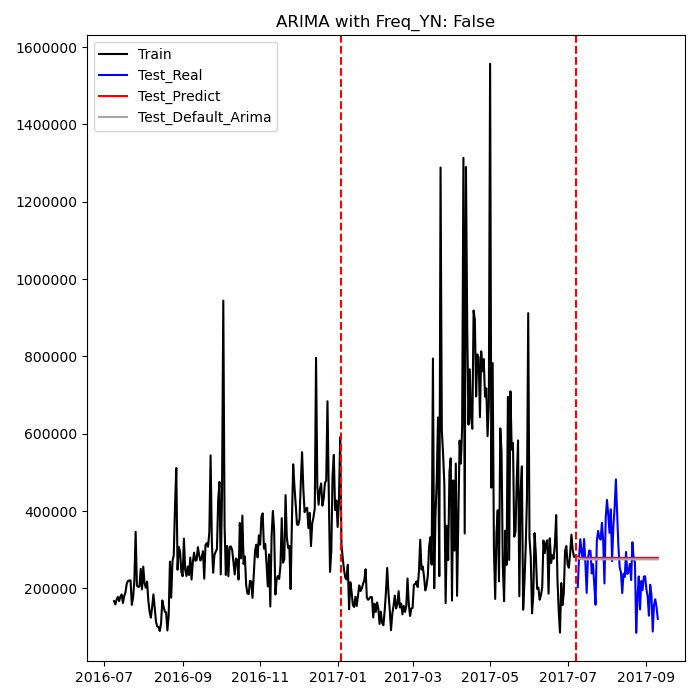 ARIMA with Freq_YN: False
Train
Test_Real
Test_Predict
Test_Default_Arima
1600000
1400000
1200000
1000000
800000
600000
400000
200000
2016-07 2016-09 2016-11 2017-01 2017-03 2017-05 2017-07 2017-09